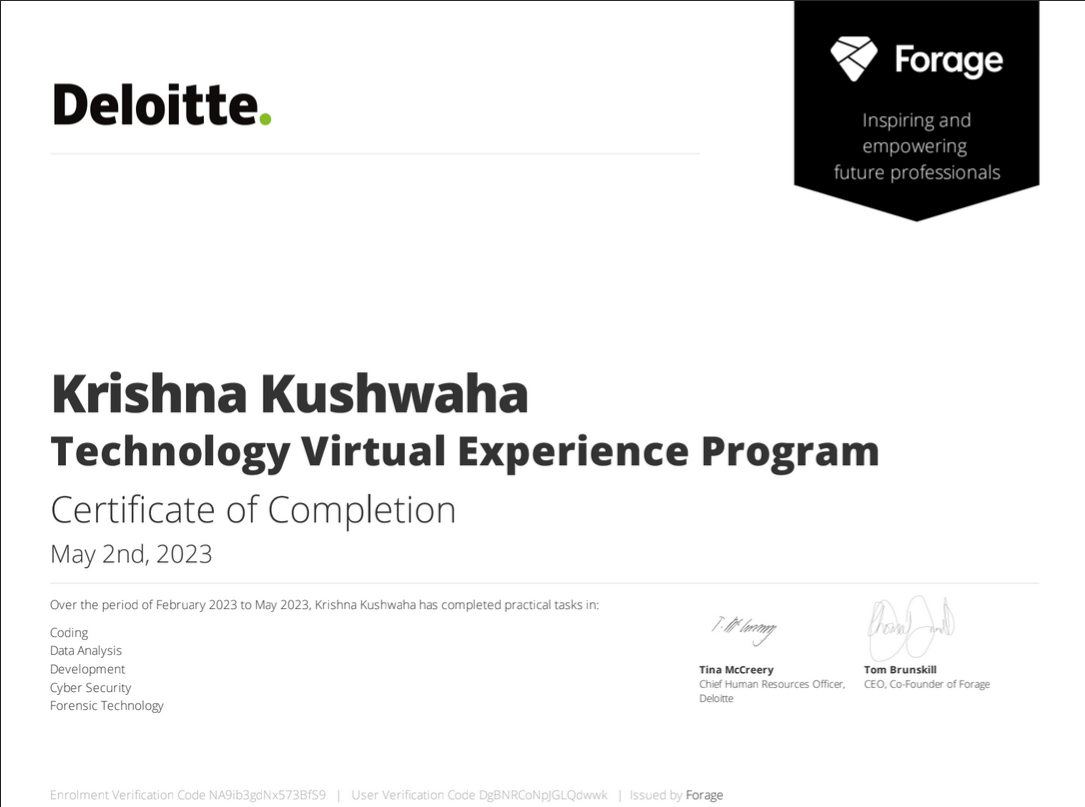 Deloitte.
Forage
Inspiring and
empowering
future professionals
Krishna Kushwaha
Technology Virtual Experience Program
Certificate of Completion
May 2nd, 2023
Over the period of February 2023 to May 2023, Krishna Kushwaha has completed practical tasks in:
Coding
Data Analysis
Development
Cyber Security
Forensic Technology
Tina McCreery
Chief Human Resources Officer,
Deloitte
Tom Brunskill
CEO, Co-Founder of Forage
Enrolment Verification Code NA9ib3gdNx573BfS9 | User Verification Code DgBNRCoNpJGLQdwwk | Issued by Forage